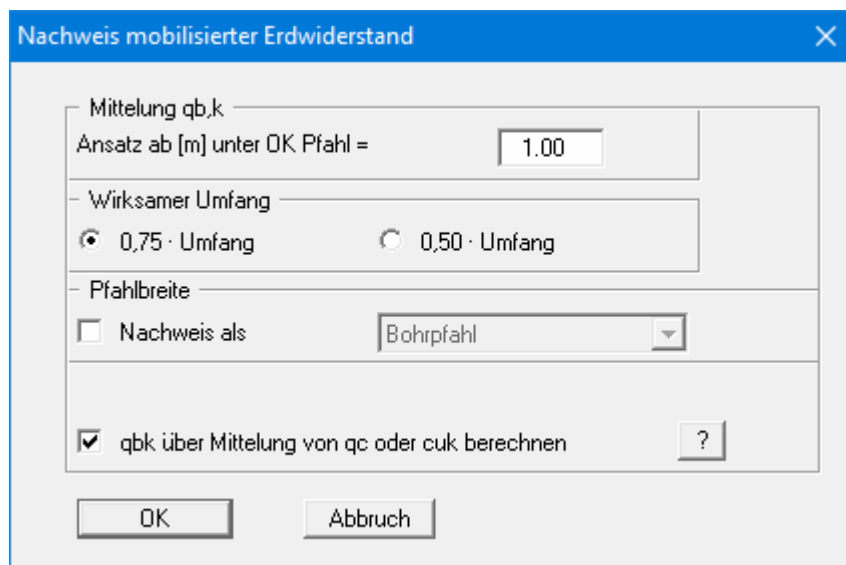 Nachweis mobilisierter Erdwiderstand
Mittelung qb,k
Ansatz ab [m] unter OK Pfahl = 1.00
Wirksamer Umfang
0,75 · Umfang 0,50 · Umfang
Pfahlbreite
Nachweis als Bohrpfahl
qbk über Mittelung von qc oder cuk berechnen ?
OK Abbruch